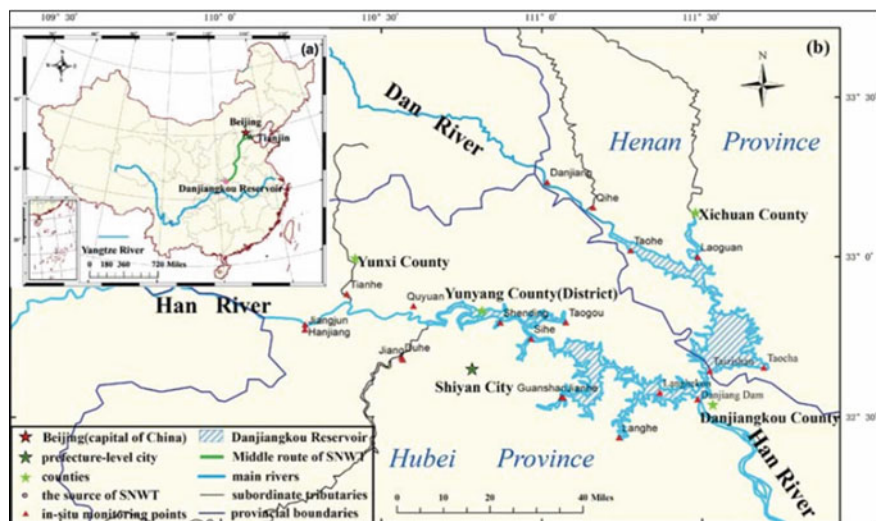 109° 30'
110° 0'
110° 30'
111° 0'
111° 30'
(a)
N
Beijing
Tianjin
Danjiangkou Reservoir
Yangtze River
0 180 360 720 Miles
(b)
N
33° 30'
33° 0'
32° 30'
Dan River
Henan Province
Danjiang
Qihe
Xichuan County
Taohe
Laoguan
Yunxi County
Tianhe
Han River
Quyuan
Yunyang County(District)
Shending
Taogou
Jiangjun
Hanjiang
Sihe
Jiang
Duhe
Shiyan City
Taocha
Danjiang Dam
Danjiangkou County
Langhe
Han River
Hubei Province
0 10 20 40
Miles
Beijing(capital of China)
Danjiangkou Reservoir
prefecture-level city
Middle route of SNWT
counties
main rivers
the source of SNWT
subordinate tributaries
in-situ monitoring points
provincial boundaries